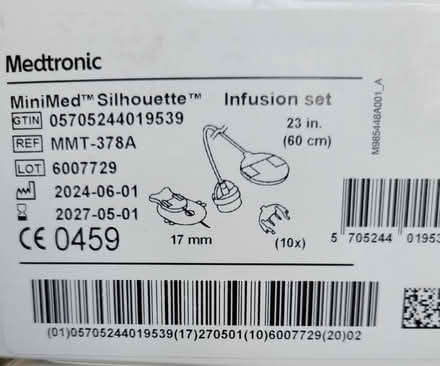 Medtronic
MiniMed™ Silhouette™ Infusion set
GTIN 05705244019539
23 in.
(60 cm)
REF MMT-378A
LOT 6007729
2024-06-01
2027-05-01
CE 0459
17 mm
(10x)
M985448A001_A
5 705244 01953
(01)05705244019539(17)270501(10)6007729(20)02